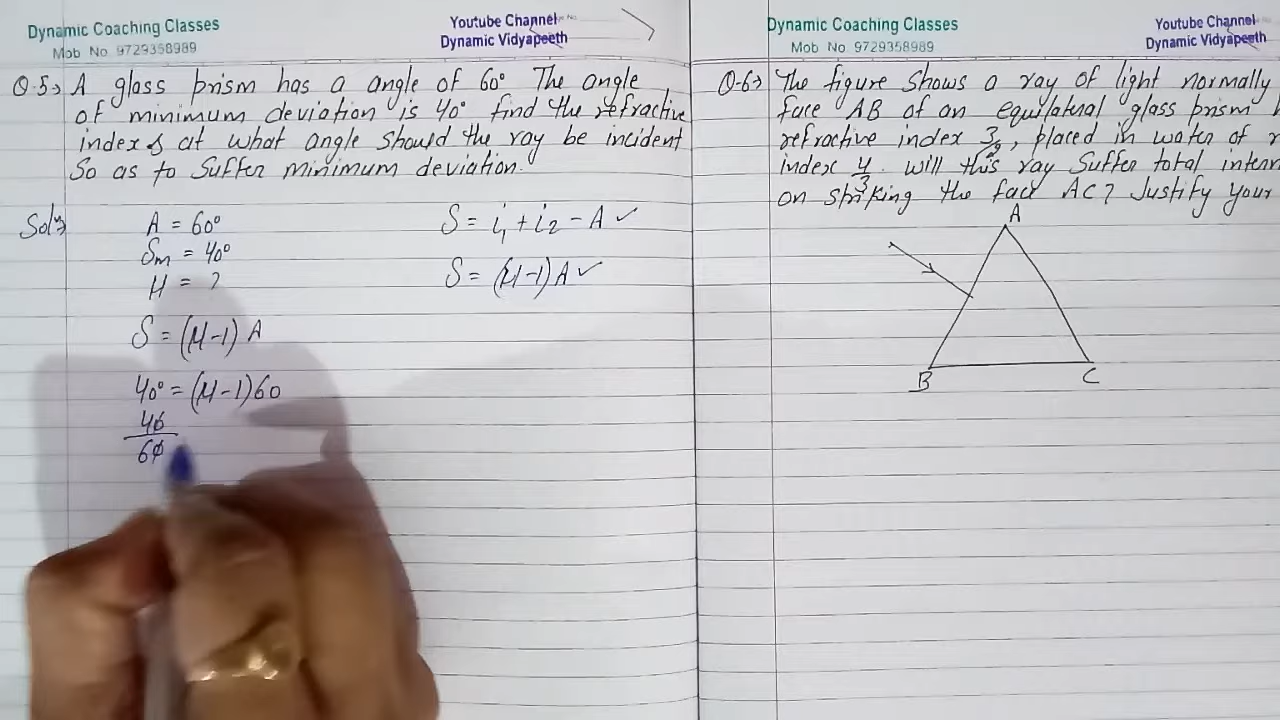 Dynamic Coaching Classes
Mob No 9729358989
Youtube Channel
Dynamic Vidyapeeth
Q.5) A glass prism has a angle of 60° The angle
of minimum deviation is 40° find the refractive
index & at what angle should the ray be incident
So as to Suffer minimum deviation.
Soln
A = 60°
δm = 40°
μ = ?
δ = (μ-1) A
40° = (μ-1)60
40
60
δ = i1 + i2 - A ✓
δ = (μ-1)A ✓
Dynamic Coaching Classes
Mob No 9729358989
Youtube Channel
Dynamic Vidyapeeth
Q.6) The figure shows a ray of light normally
face AB of an equilateral glass prism
refractive index 3/2, placed in water of
index 4/3. will this ray Suffer total
on striking the face AC? Justify your
A
B
C